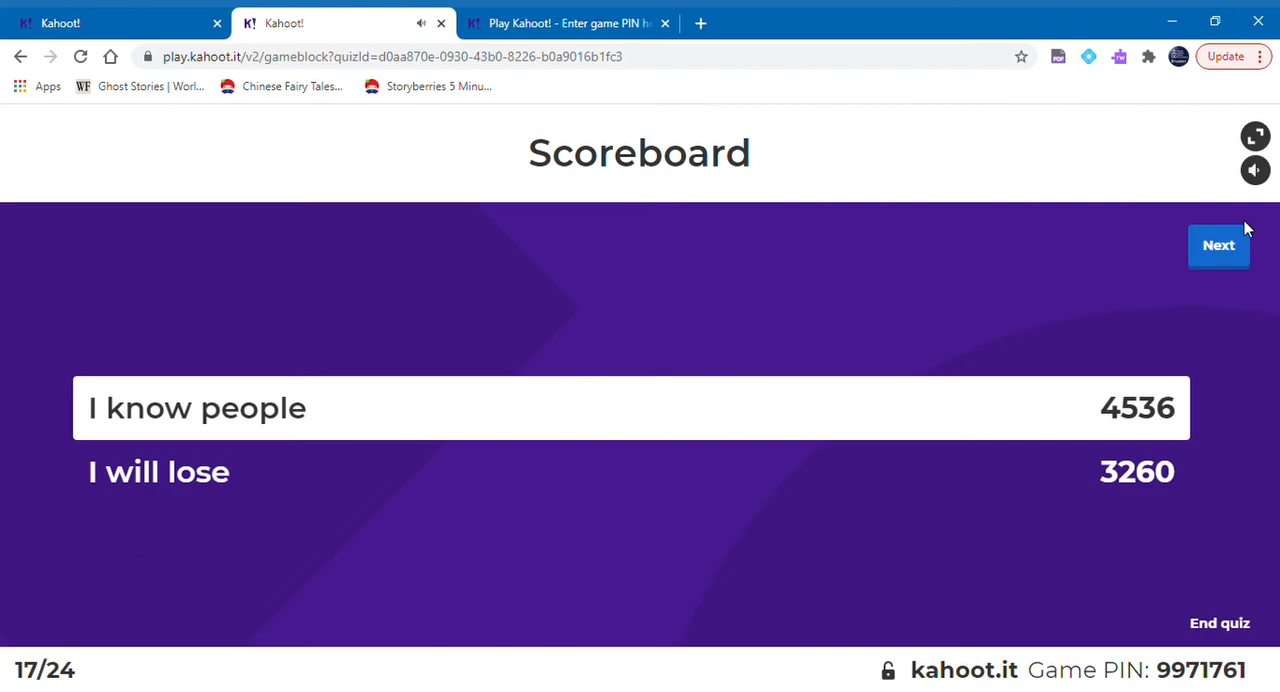 K! Kahoot!
K! Kahoot!
K! Play Kahoot! - Enter game PIN h
play.kahoot.it/v2/gameblock?quizId=d0aa870e-0930-43b0-8226-b0a9016b1fc3
PDF
Update
Apps
WF Ghost Stories | Worl...
Chinese Fairy Tales...
Storyberries 5 Minu...
Scoreboard
Next
I know people 4536
I will lose 3260
End quiz
17/24
kahoot.it Game PIN: 9971761